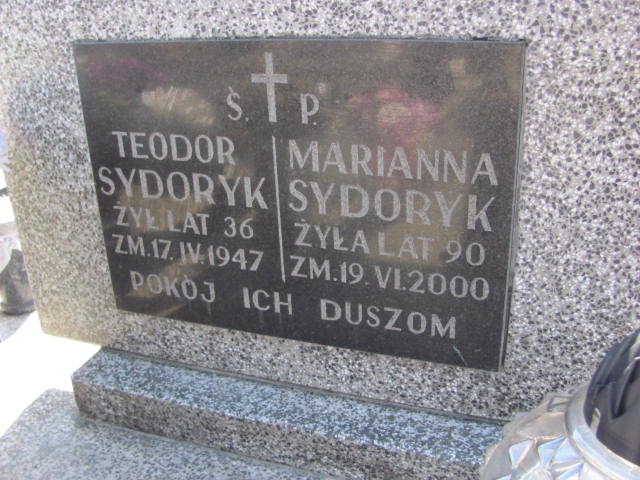 Ś. P.
TEODOR
SYDORYK
ŻYŁ LAT 36
ZM. 17. IV. 1947
MARIANNA
SYDORYK
ŻYŁA LAT 90
ZM. 19. VI. 2000
POKÓJ ICH DUSZOM